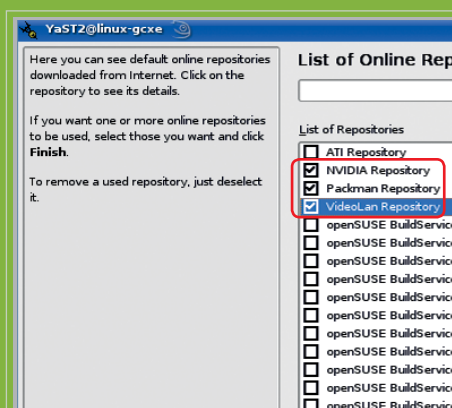 YaST2@linux-gcxe
Here you can see default online repositories
downloaded from Internet. Click on the
repository to see its details.
If you want one or more online repositories
to be used, select those you want and click
Finish.
To remove a used repository, just deselect
it.
List of Online Rep
List of Repositories
ATI Repository
NVIDIA Repository
Packman Repository
VideoLan Repository
openSUSE BuildService
openSUSE BuildService
openSUSE BuildService
openSUSE BuildService
openSUSE BuildService
openSUSE BuildService
openSUSE BuildService
openSUSE BuildService
openSUSE BuildService
openSUSE BuildService
openSUSE BuildService